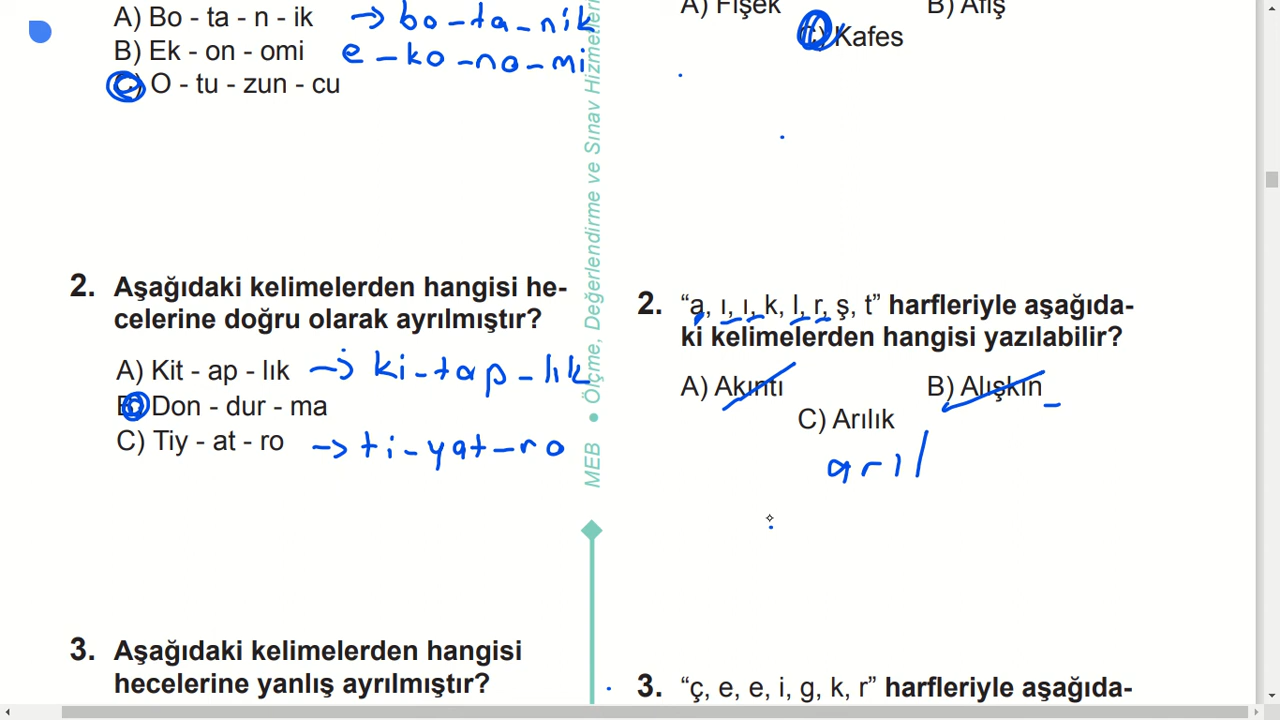 A) Bo - ta - n - ik → bo-ta-nik
B) Ek - on - omi e-ko-no-mi
C) O - tu - zun - cu
2. Aşağıdaki kelimelerden hangisi he-
celerine doğru olarak ayrılmıştır?
A) Kit - ap - lık → ki-tap-lık
B) Don - dur - ma
C) Tiy - at - ro → ti-yat-ro
3. Aşağıdaki kelimelerden hangisi
hecelerine yanlış ayrılmıştır?
MEB ● Ölçme, Değerlendirme ve Sınav Hizmetleri
A) Fişek B) Afiş
C) Kafes
2. “a, ı, ı, k, l, r, ş, t” harfleriyle aşağıda-
ki kelimelerden hangisi yazılabilir?
A) Akıntı B) Alışkın
C) Arılık
arıl
3. “ç, e, e, i, g, k, r” harfleriyle aşağıda-